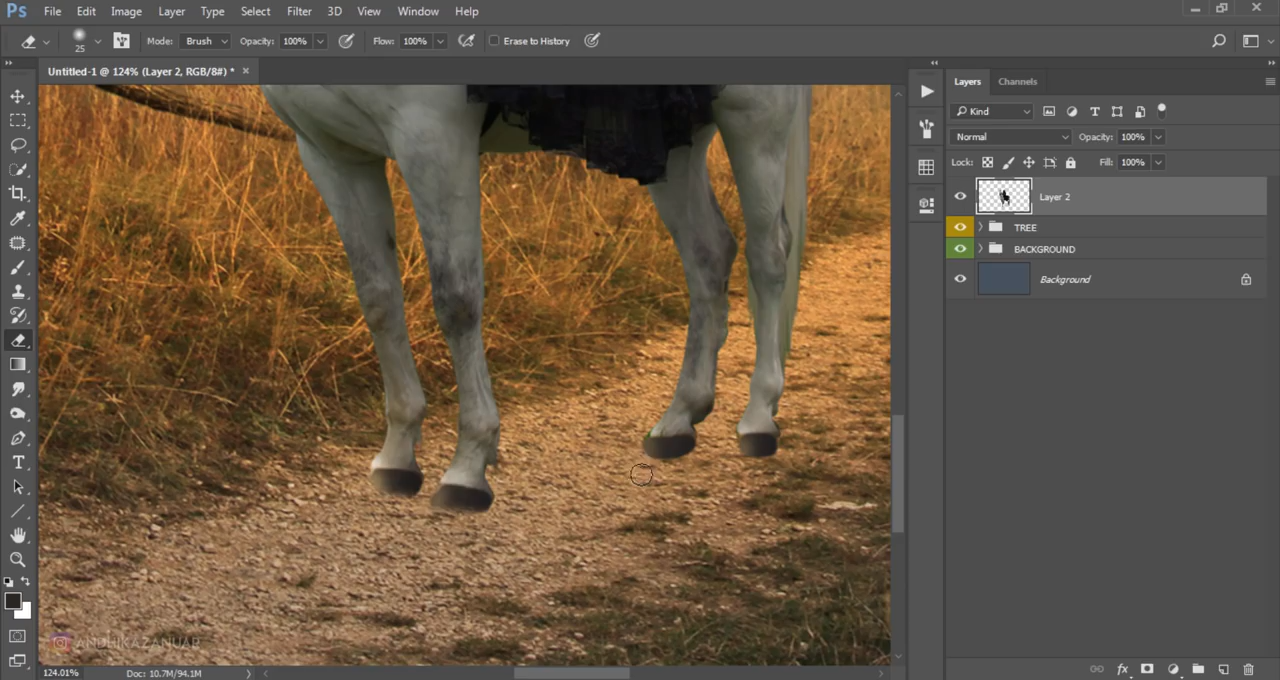 Ps File Edit Image Layer Type Select Filter 3D View Window Help
25 Mode: Brush Opacity: 100% Flow: 100% Erase to History
Untitled-1 @ 124% (Layer 2, RGB/8#) * ×
Layers Channels
Kind
Normal Opacity: 100%
Lock: Fill: 100%
Layer 2
TREE
BACKGROUND
Background
ANDHIKAZANUAR
124.01% Doc: 10.7M/94.1M